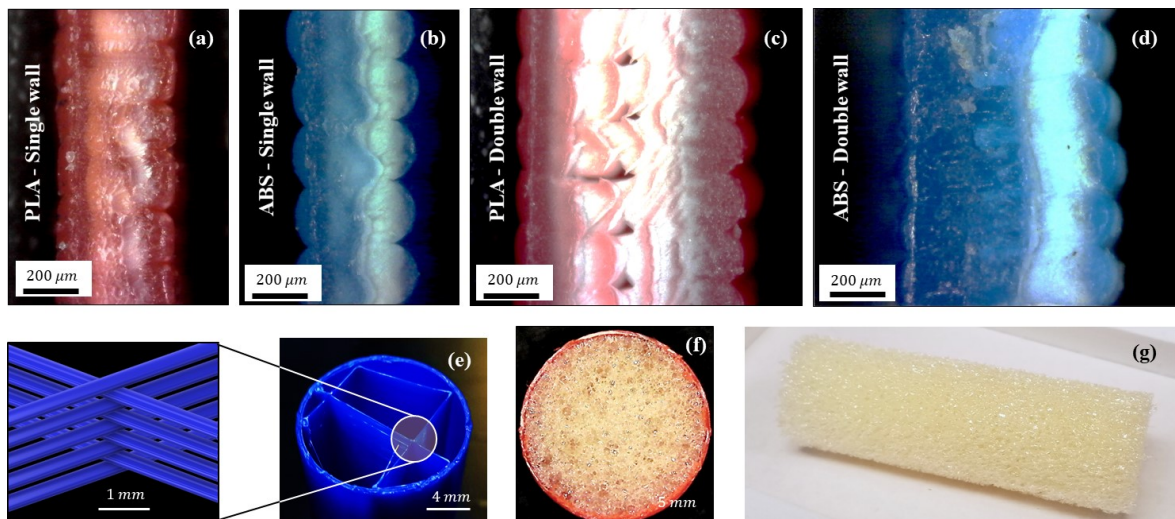 (a)
PLA - Single wall
200 μm
(b)
ABS - Single wall
200 μm
(c)
PLA - Double wall
200 μm
(d)
ABS - Double wall
200 μm
1 mm
(e)
4 mm
(f)
5 mm
(g)